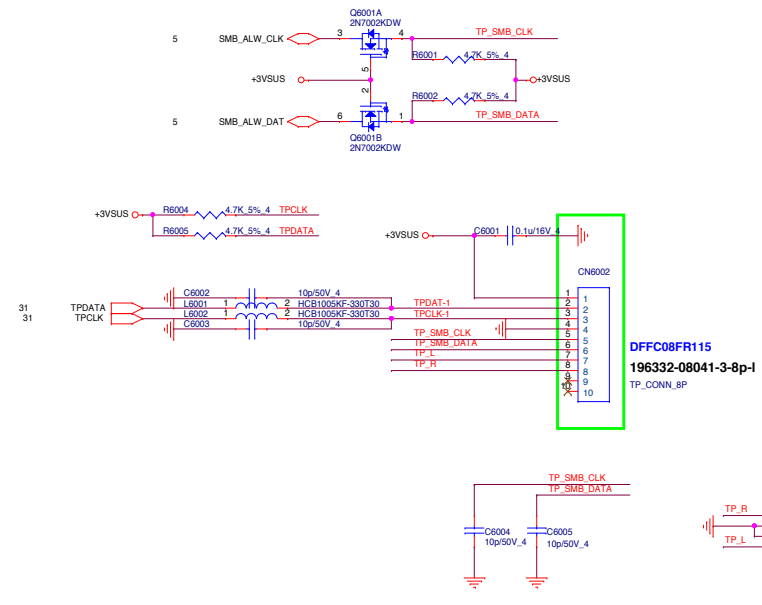 Q6001A
2N7002KDW
5 SMB_ALW_CLK 3 4 TP_SMB_CLK
R6001 4.7K_5%_4
5
+3VSUS +3VSUS
2
R6002 4.7K_5%_4
5 SMB_ALW_DAT 6 1 TP_SMB_DATA
Q6001B
2N7002KDW
+3VSUS R6004 4.7K_5%_4 TPCLK
R6005 4.7K_5%_4 TPDATA
+3VSUS C6001 0.1u/16V_4
CN6002
C6002 10p/50V_4 1 1
31 TPDATA L6001 1 2 HCB1005KF-330T30 TPDAT-1 2 2
31 TPCLK L6002 1 2 HCB1005KF-330T30 TPCLK-1 3 3
C6003 10p/50V_4 4 4
TP_SMB_CLK 5 5
TP_SMB_DATA 6 6
TP_L 7 7
TP_R 8 8
9 9
10 10
DFFC08FR115
196332-08041-3-8p-l
TP_CONN_8P
TP_SMB_CLK
TP_SMB_DATA
C6004
10p/50V_4
C6005
10p/50V_4
TP_R
TP_L